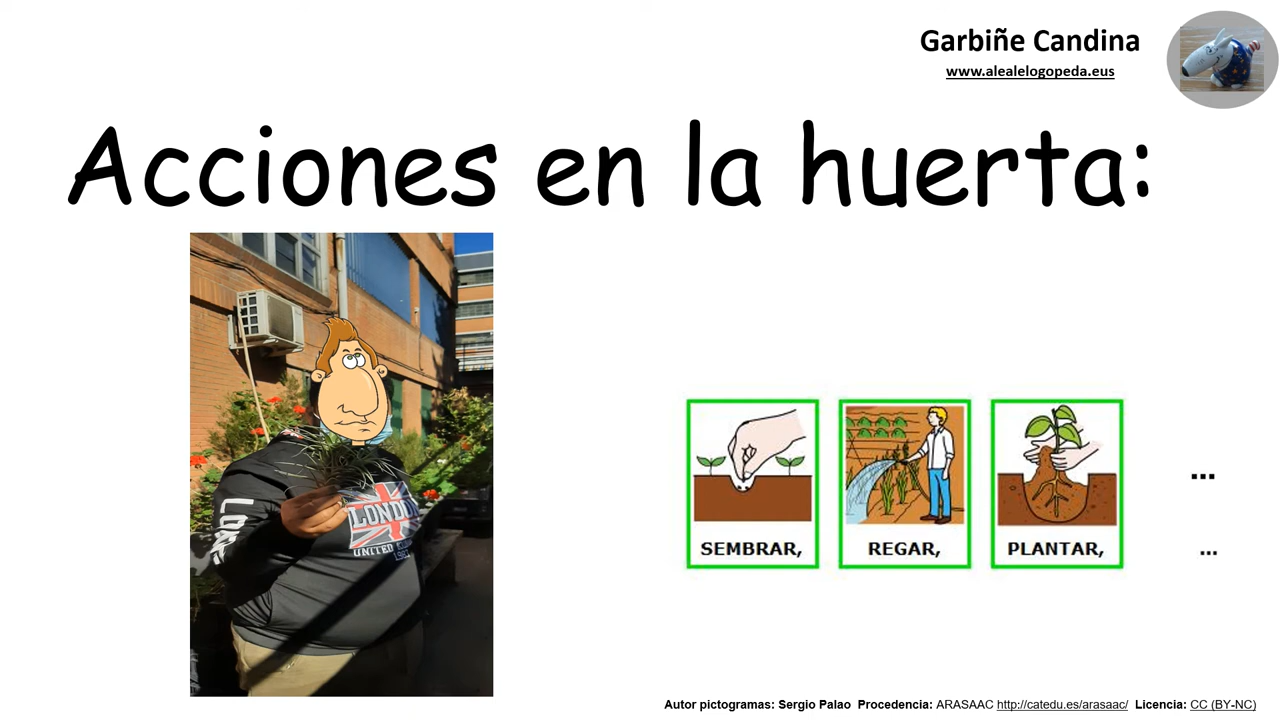 Garbiñe Candina
www.alealelogopeda.eus
Acciones en la huerta:
LONDON
UNITED
SEMBRAR,
REGAR,
PLANTAR,
...
...
Autor pictogramas: Sergio Palao Procedencia: ARASAAC http://catedu.es/arasaac/ Licencia: CC (BY-NC)